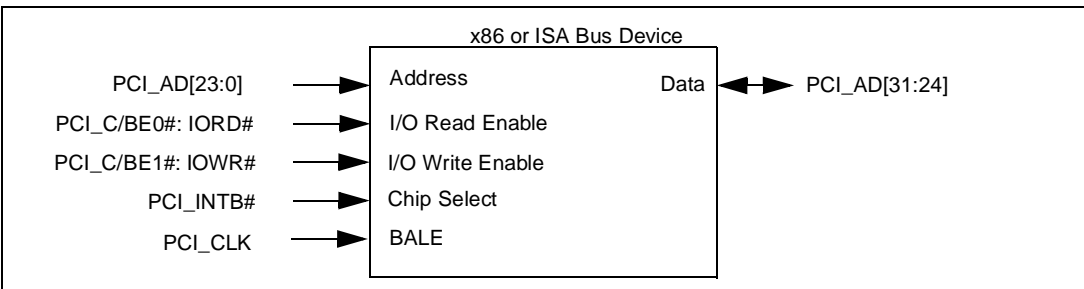 x86 or ISA Bus Device
PCI_AD[23:0] Address Data PCI_AD[31:24]
PCI_C/BE0#: IORD# I/O Read Enable
PCI_C/BE1#: IOWR# I/O Write Enable
PCI_INTB# Chip Select
PCI_CLK BALE